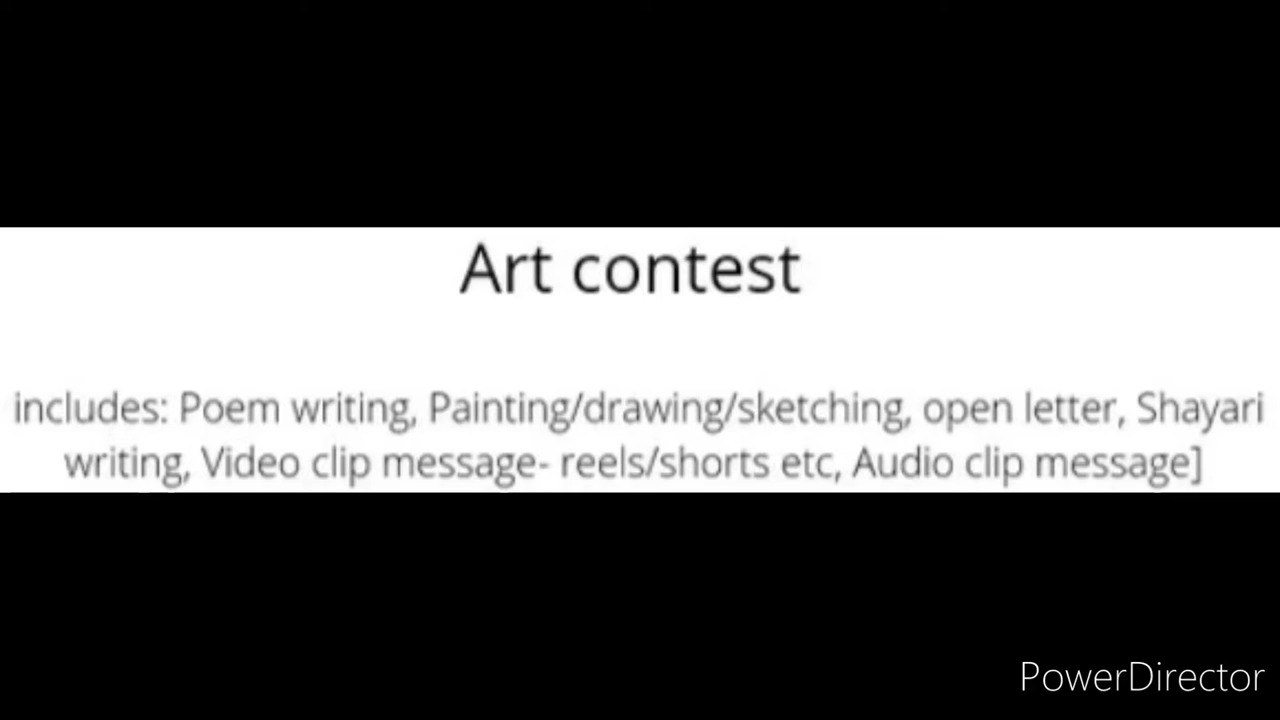 Art contest
includes: Poem writing, Painting/drawing/sketching, open letter, Shayari
writing, Video clip message- reels/shorts etc, Audio clip message]
PowerDirector